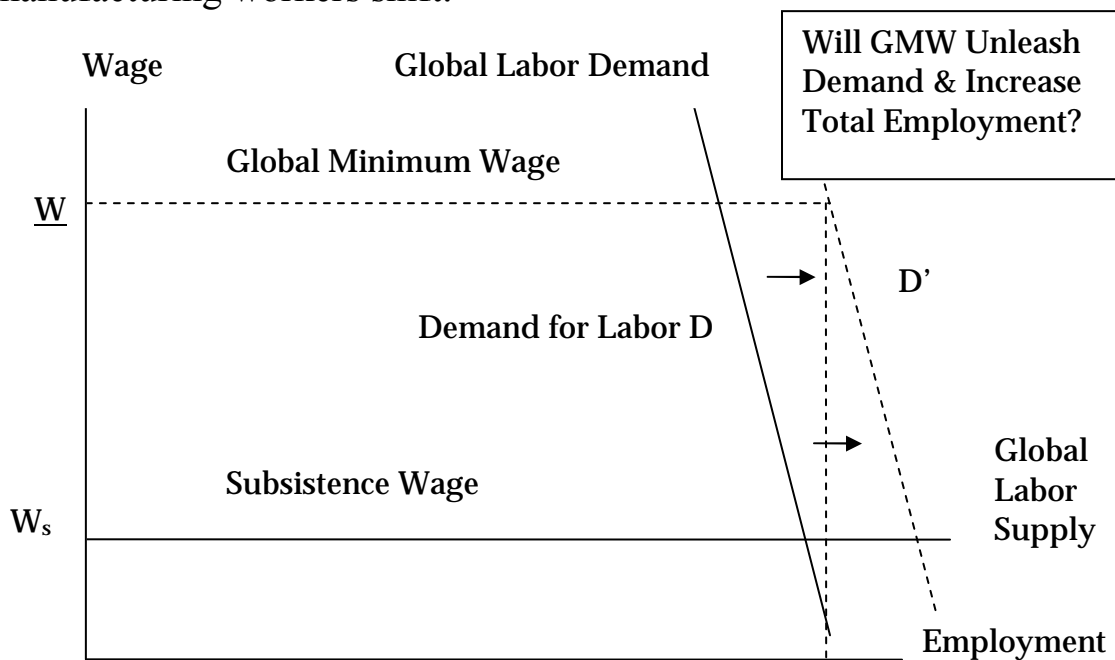 manufacturing workers shift.
Will GMW Unleash
Demand & Increase
Total Employment?
Wage
Global Labor Demand
Global Minimum Wage
W
D’
Demand for Labor D
Global
Labor
Supply
Subsistence Wage
Ws
Employment